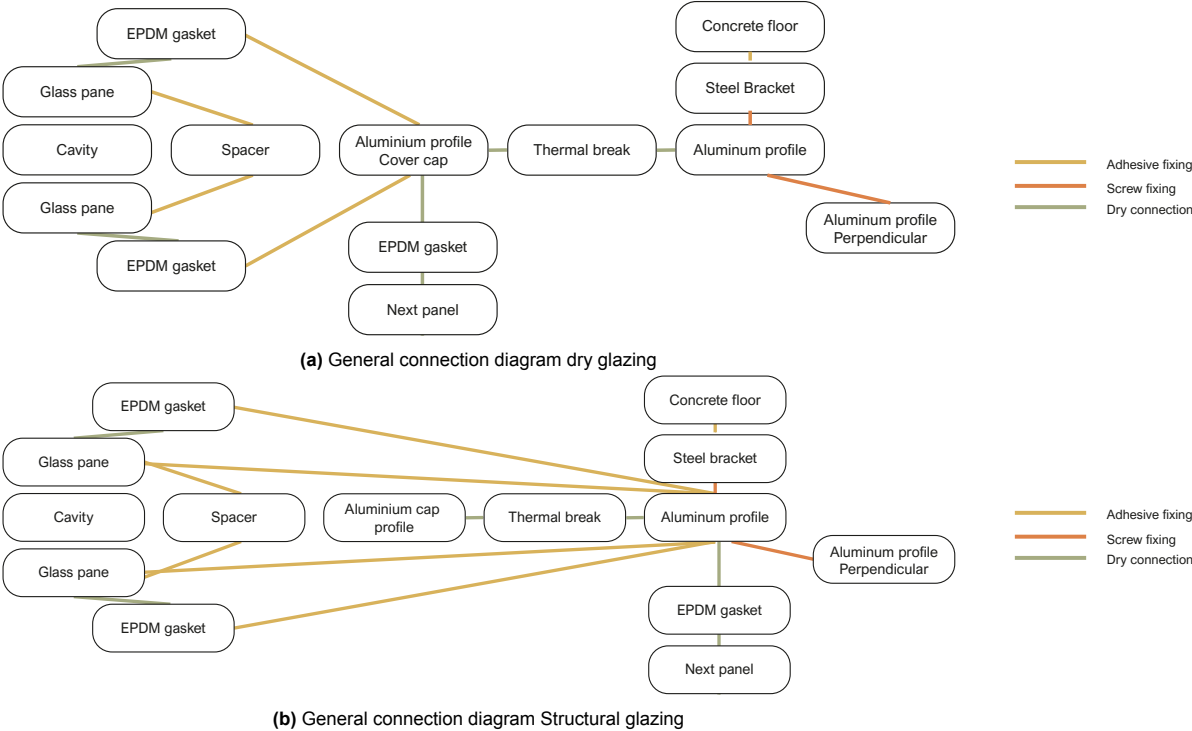 EPDM gasket
Concrete floor
Glass pane
Steel Bracket
Cavity
Spacer
Aluminium profile
Cover cap
Thermal break
Aluminum profile
Adhesive fixing
Screw fixing
Dry connection
Glass pane
Aluminum profile
Perpendicular
EPDM gasket
EPDM gasket
Next panel
(a) General connection diagram dry glazing
EPDM gasket
Concrete floor
Glass pane
Steel bracket
Cavity
Spacer
Aluminium cap
profile
Thermal break
Aluminum profile
Adhesive fixing
Screw fixing
Dry connection
Glass pane
Aluminum profile
Perpendicular
EPDM gasket
EPDM gasket
Next panel
(b) General connection diagram Structural glazing